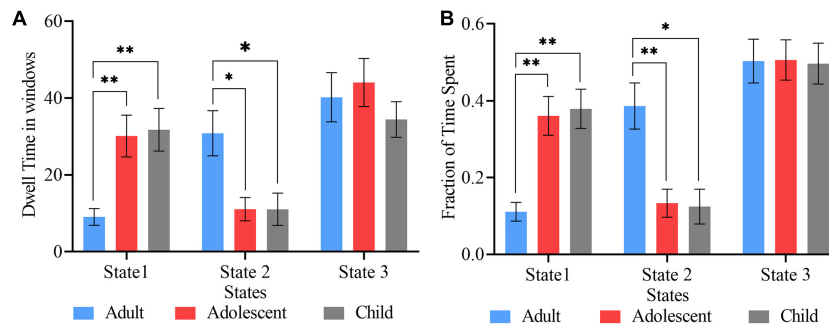 A
Dwell Time in windows
60
40
20
0
**
**
*
*
State1
State 2
State 3
States
Adult
Adolescent
Child
B
Fraction of Time Spent
0.6
0.4
0.2
0.0
**
**
*
**
State1
State 2
State 3
States
Adult
Adolescent
Child